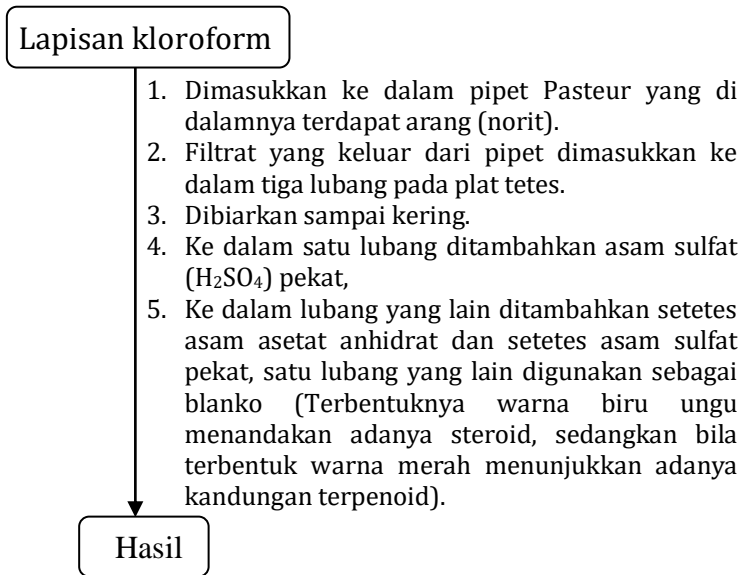 Lapisan kloroform
1. Dimasukkan ke dalam pipet Pasteur yang di
dalamnya terdapat arang (norit).
2. Filtrat yang keluar dari pipet dimasukkan ke
dalam tiga lubang pada plat tetes.
3. Dibiarkan sampai kering.
4. Ke dalam satu lubang ditambahkan asam sulfat
(H₂SO₄) pekat,
5. Ke dalam lubang yang lain ditambahkan setetes
asam asetat anhidrat dan setetes asam sulfat
pekat, satu lubang yang lain digunakan sebagai
blanko (Terbentuknya warna biru ungu
menandakan adanya steroid, sedangkan bila
terbentuk warna merah menunjukkan adanya
kandungan terpenoid).
Hasil